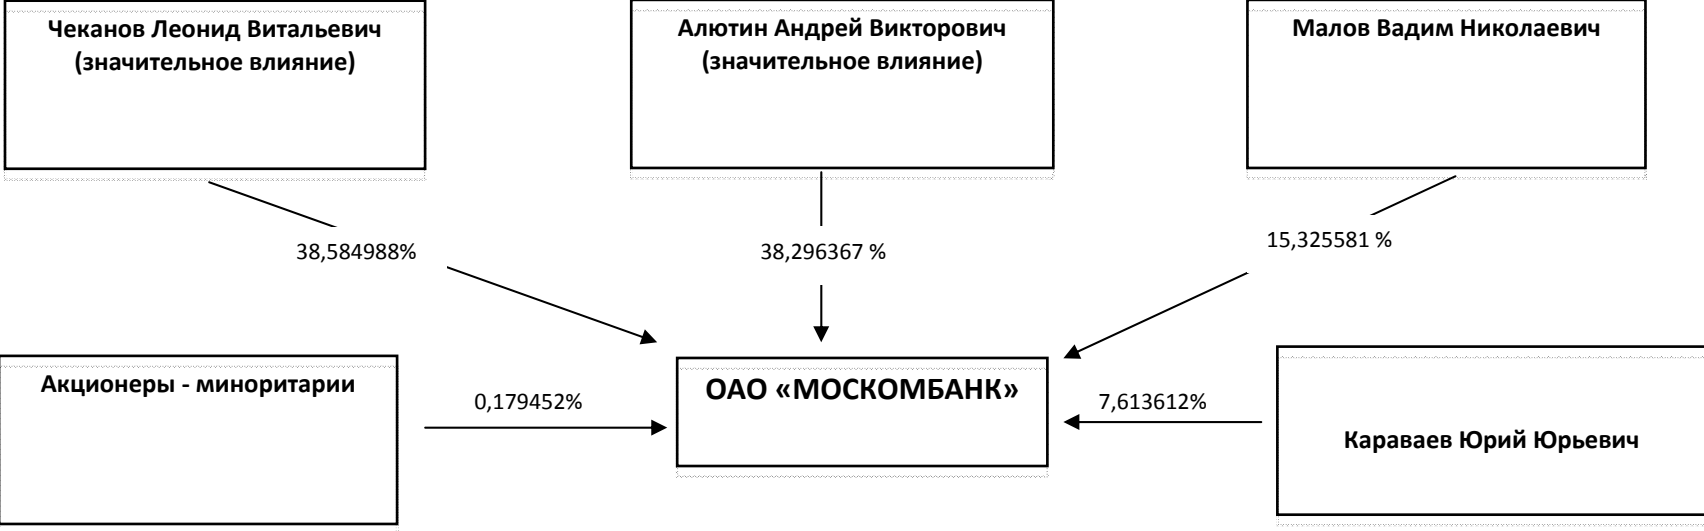 Чеканов Леонид Витальевич
(значительное влияние)
Алютин Андрей Викторович
(значительное влияние)
Малов Вадим Николаевич
38,584988%
38,296367 %
15,325581 %
Акционеры - миноритарии
0,179452%
ОАО «МОСКОМБАНК»
7,613612%
Караваев Юрий Юрьевич